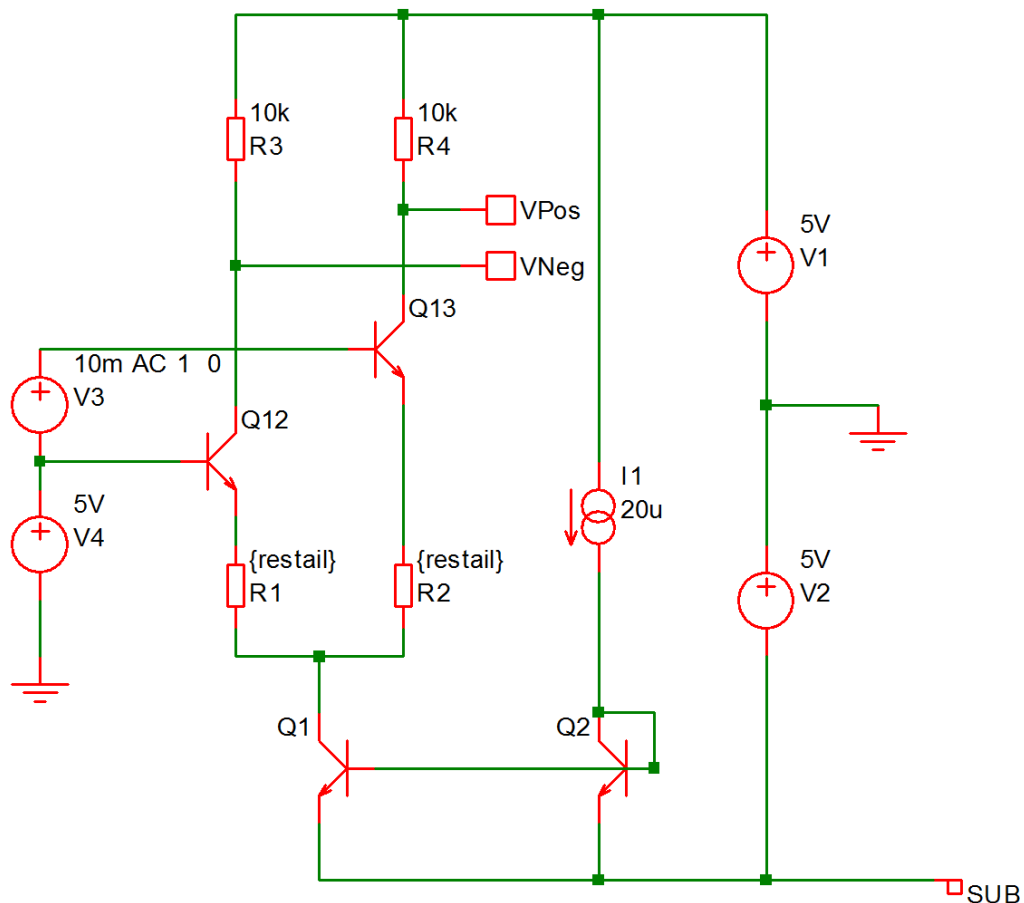 10k
R3
10k
R4
VPos
VNeg
5V
V1
Q13
10m AC 1 0
V3
Q12
5V
V4
I1
20u
{restail}
R1
{restail}
R2
5V
V2
Q1
Q2
SUB